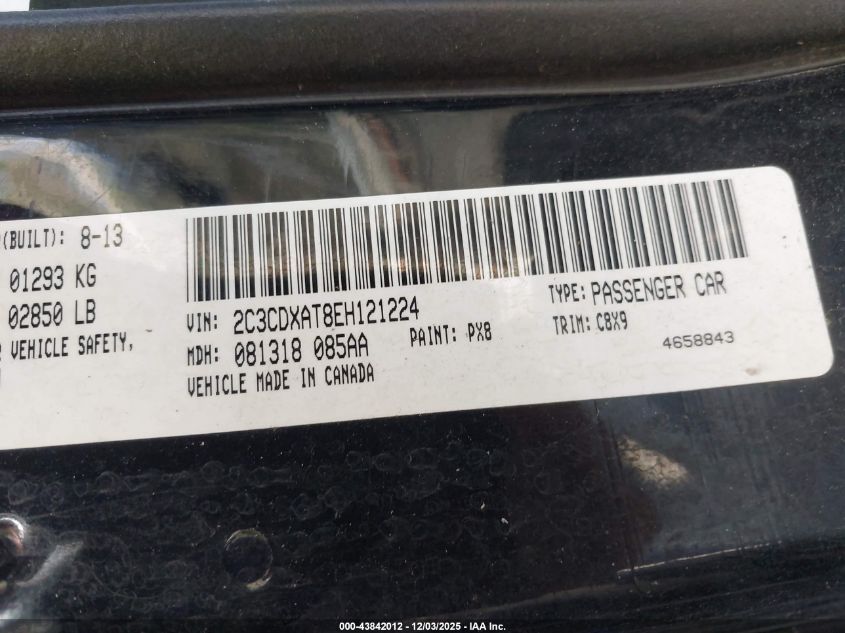 (BUILT): 8-13
01293 KG
02850 LB
VEHICLE SAFETY,
VIN: 2C3CDXAT8EH121224
MDH: 081318 085AA
VEHICLE MADE IN CANADA
PAINT: PX8
TYPE: PASSENGER CAR
TRIM: C8X9
4658843
000-43842012 - 12/03/2025 - IAA Inc.